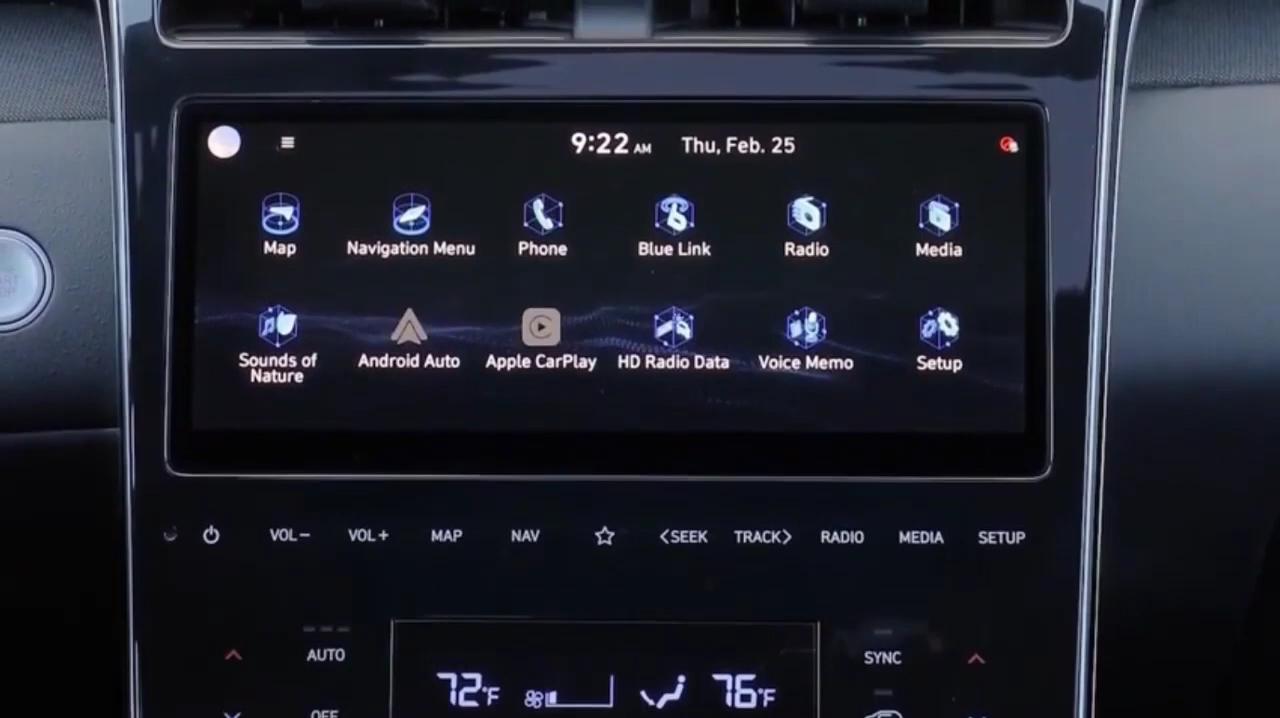 9:22 AM Thu, Feb. 25
Map Navigation Menu Phone Blue Link Radio Media
Sounds of Nature Android Auto Apple CarPlay HD Radio Data Voice Memo Setup
VOL− VOL+ MAP NAV <SEEK TRACK> RADIO MEDIA SETUP
AUTO SYNC
72°F 76°F
OFF